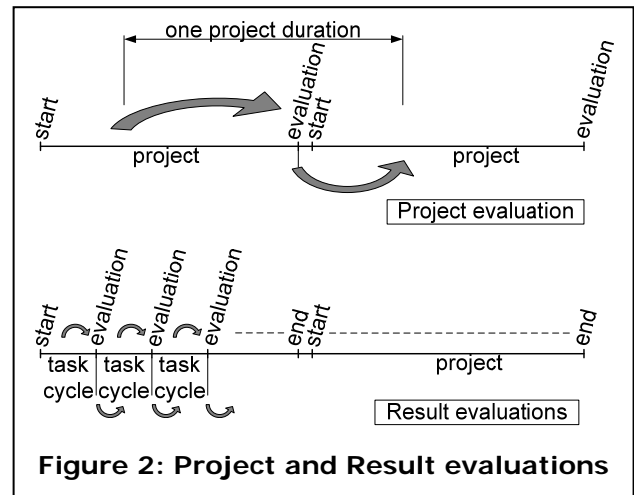 one project duration
start
evaluation
start
evaluation
project
project
Project evaluation
start
evaluation
evaluation
evaluation
end
start
end
task cycle
task cycle
task cycle
project
Result evaluations
Figure 2: Project and Result evaluations